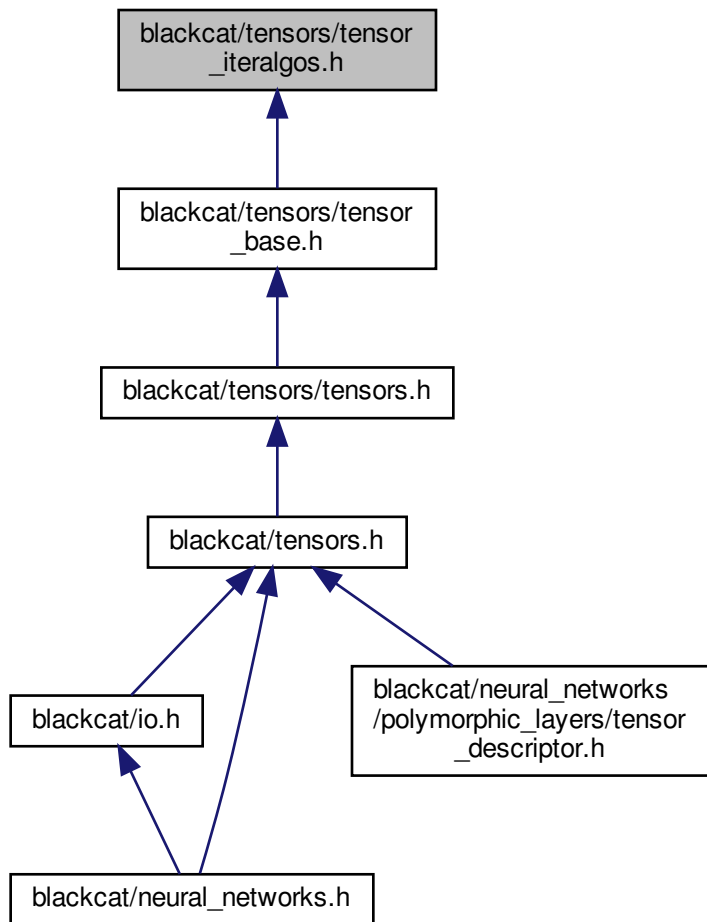 blackcat/tensors/tensor
_iteralgos.h
blackcat/tensors/tensor
_base.h
blackcat/tensors/tensors.h
blackcat/tensors.h
blackcat/io.h
blackcat/neural_networks
/polymorphic_layers/tensor
_descriptor.h
blackcat/neural_networks.h